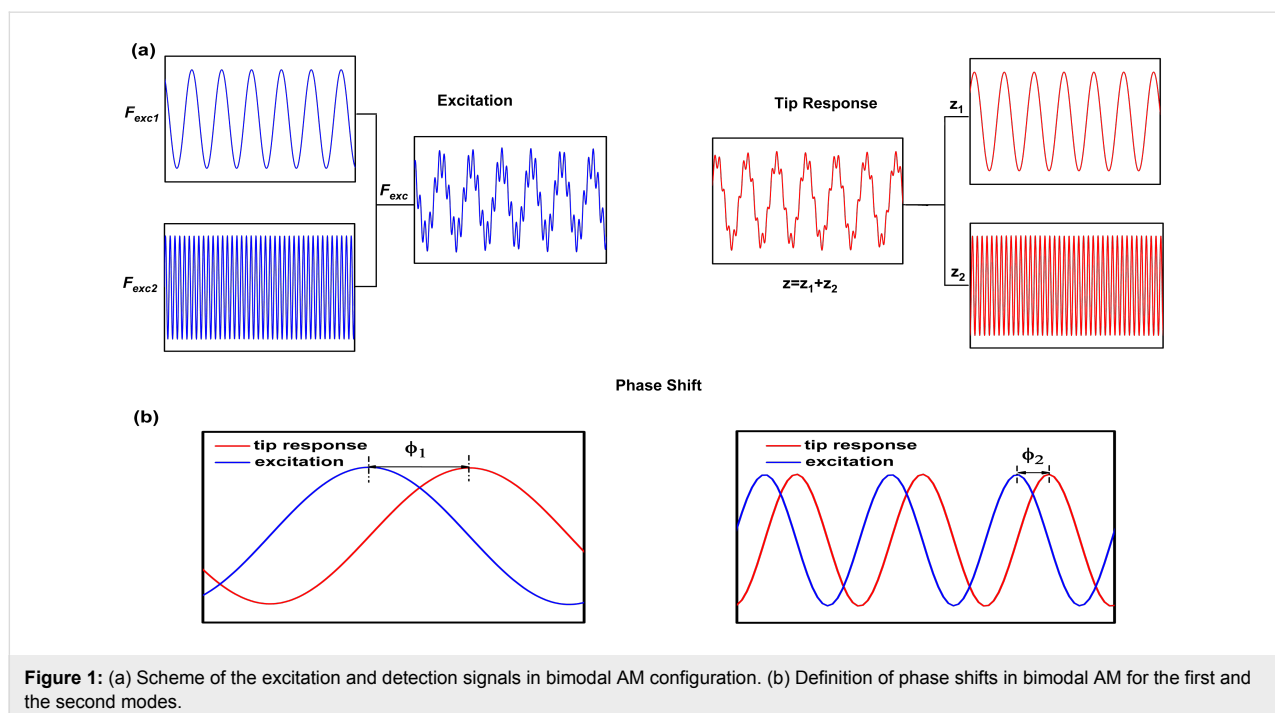 (a)
F_exc1
Excitation
F_exc
F_exc2
Tip Response
z_1
z=z_1+z_2
z_2
Phase Shift
(b)
tip response
excitation
ϕ_1
tip response
excitation
ϕ_2
Figure 1: (a) Scheme of the excitation and detection signals in bimodal AM configuration. (b) Definition of phase shifts in bimodal AM for the first and
the second modes.